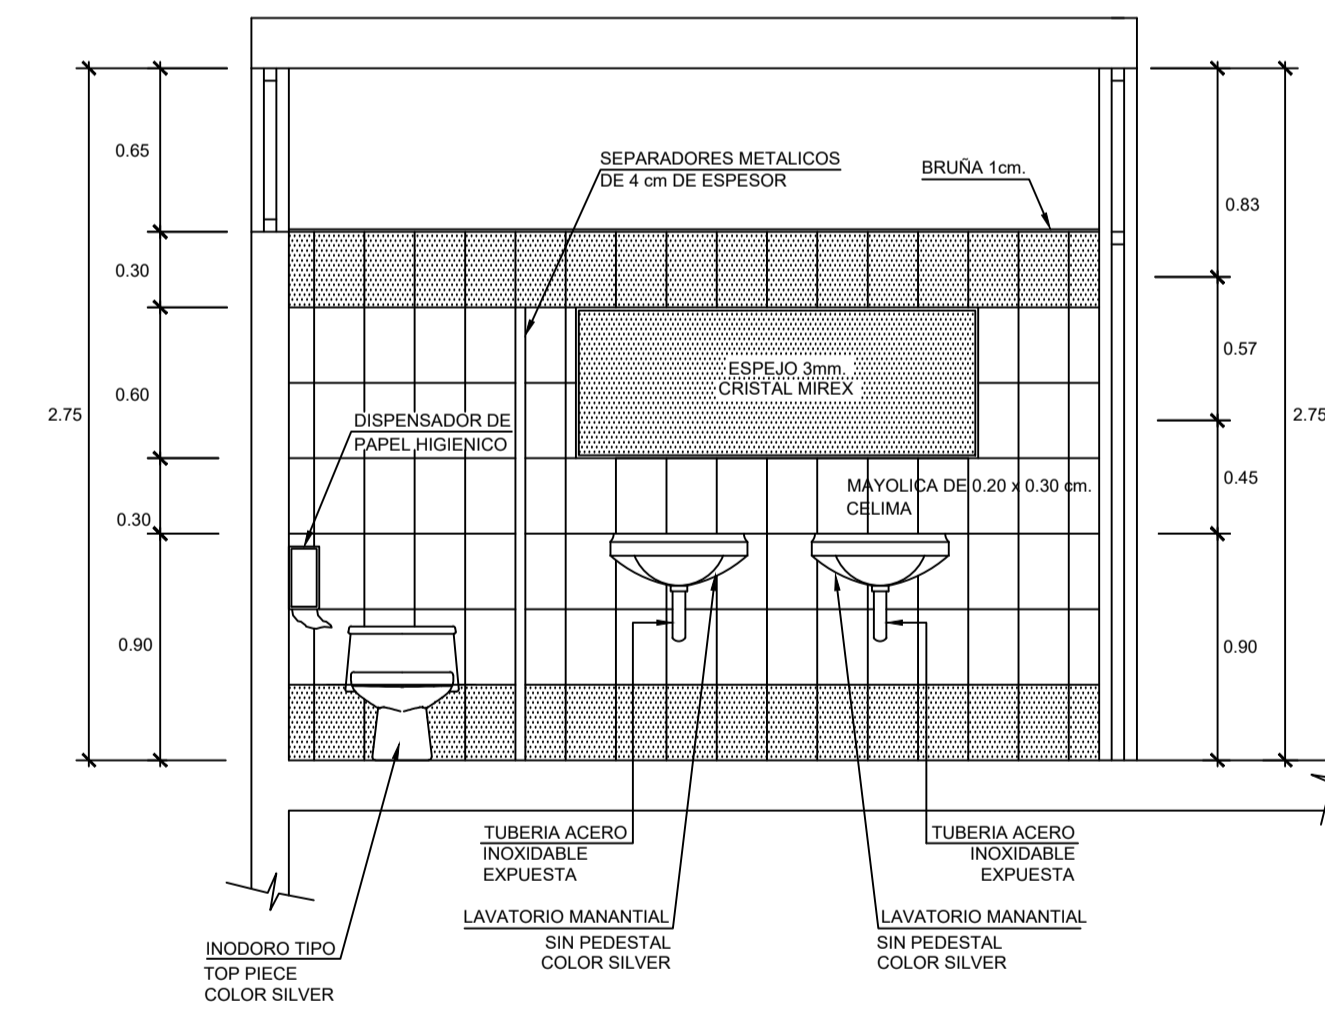 0.65
SEPARADORES METALICOS
DE 4 cm DE ESPESOR
BRUÑA 1cm.
0.83
0.30
0.57
ESPEJO 3mm.
CRISTAL MIREX
0.60
2.75
2.75
DISPENSADOR DE
PAPEL HIGIENICO
0.45
MAYOLICA DE 0.20 x 0.30 cm.
CELIMA
0.30
0.90
0.90
TUBERIA ACERO
INOXIDABLE
EXPUESTA
TUBERIA ACERO
INOXIDABLE
EXPUESTA
LAVATORIO MANANTIAL
SIN PEDESTAL
COLOR SILVER
LAVATORIO MANANTIAL
SIN PEDESTAL
COLOR SILVER
INODORO TIPO
TOP PIECE
COLOR SILVER